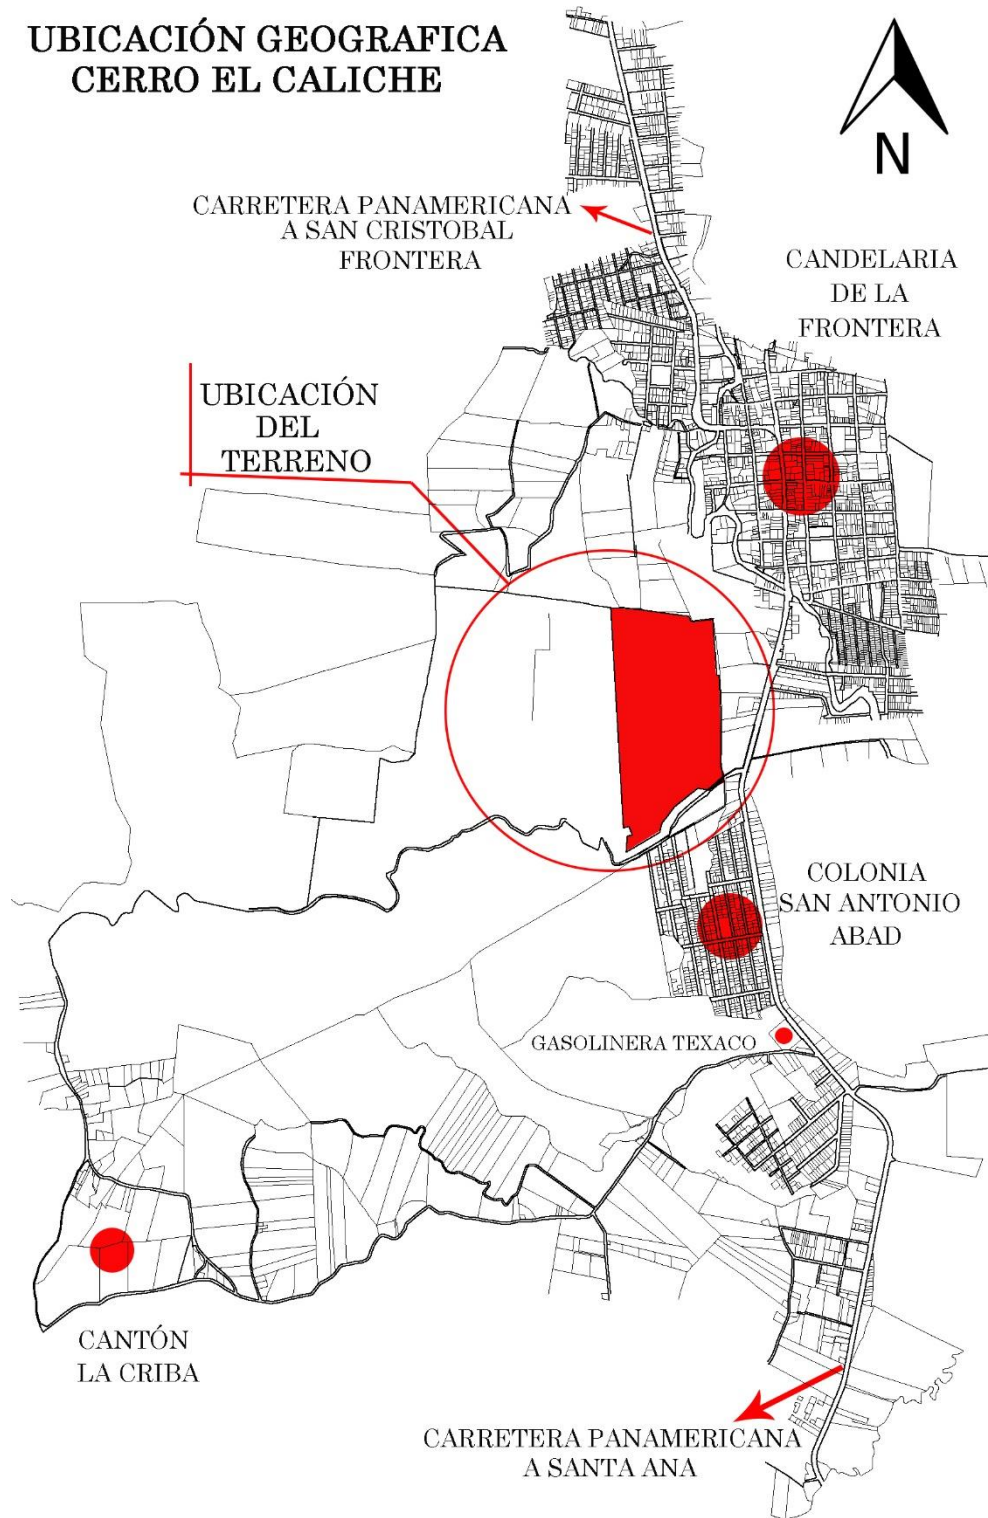 UBICACIÓN GEOGRAFICA
CERRO EL CALICHE
N
CARRETERA PANAMERICANA
A SAN CRISTOBAL
FRONTERA
CANDELARIA
DE LA
FRONTERA
UBICACIÓN
DEL
TERRENO
COLONIA
SAN ANTONIO
ABAD
GASOLINERA TEXACO
CANTÓN
LA CRIBA
CARRETERA PANAMERICANA
A SANTA ANA